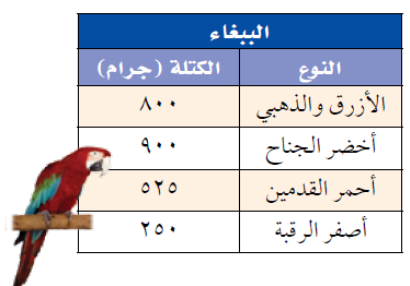 الببغاء
النوع الكتلة (جرام)
الأزرق والذهبي ٨٠٠
أخضر الجناح ٩٠٠
أحمر القدمين ٥٢٥
أصفر الرقبة ٢٥٠